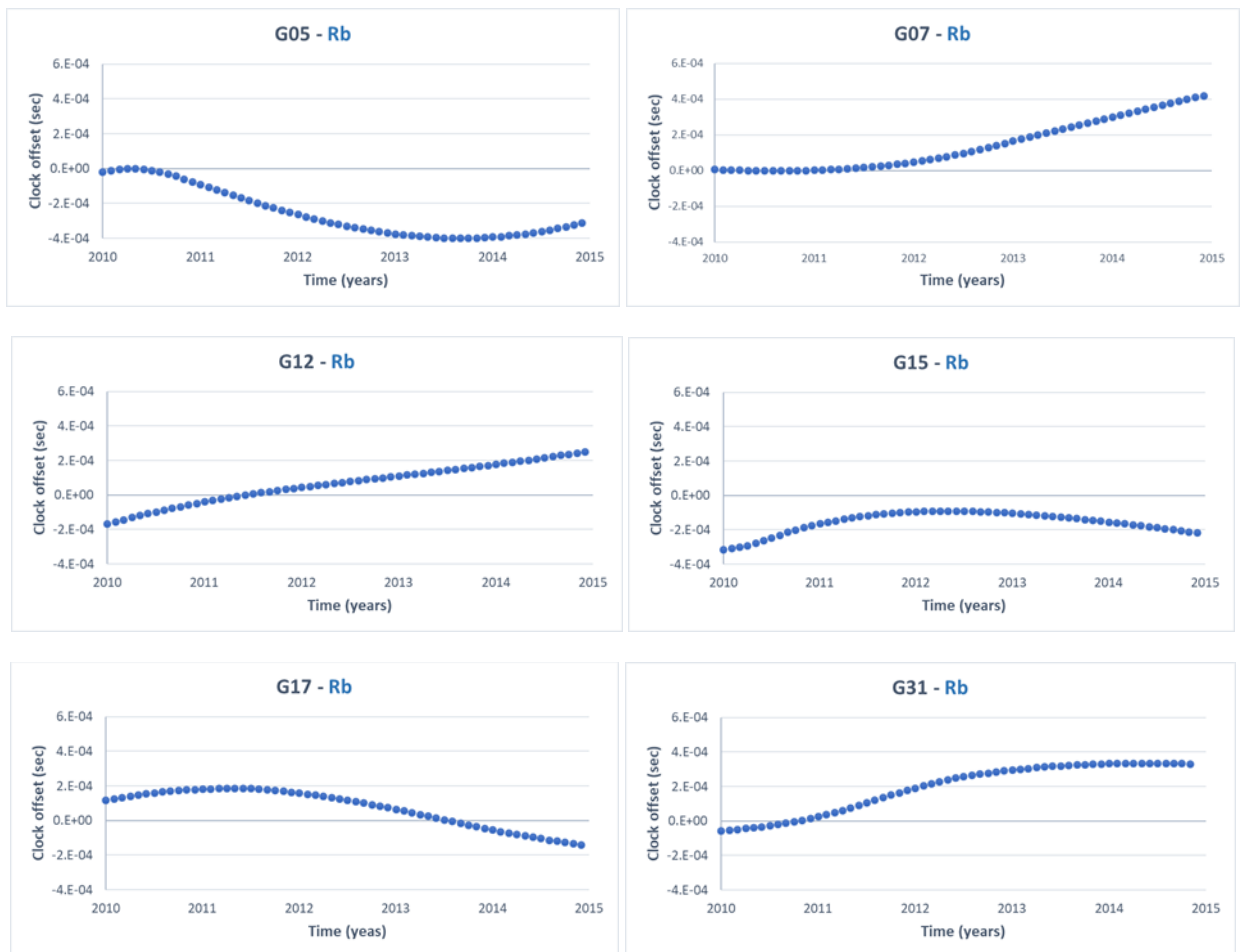 G05 - Rb
Clock offset (sec)
6.E-04
4.E-04
2.E-04
0.E+00
-2.E-04
-4.E-04
2010 2011 2012 2013 2014 2015
Time (years)
G07 - Rb
Clock offset (sec)
6.E-04
4.E-04
2.E-04
0.E+00
-2.E-04
-4.E-04
2010 2011 2012 2013 2014 2015
Time (years)
G12 - Rb
Clock offset (sec)
6.E-04
4.E-04
2.E-04
0.E+00
-2.E-04
-4.E-04
2010 2011 2012 2013 2014 2015
Time (years)
G15 - Rb
Clock offset (sec)
6.E-04
4.E-04
2.E-04
0.E+00
-2.E-04
-4.E-04
2010 2011 2012 2013 2014 2015
Time (years)
G17 - Rb
Clock offset (sec)
6.E-04
4.E-04
2.E-04
0.E+00
-2.E-04
-4.E-04
2010 2011 2012 2013 2014 2015
Time (yeas)
G31 - Rb
Clock offset (sec)
6.E-04
4.E-04
2.E-04
0.E+00
-2.E-04
-4.E-04
2010 2011 2012 2013 2014 2015
Time (years)